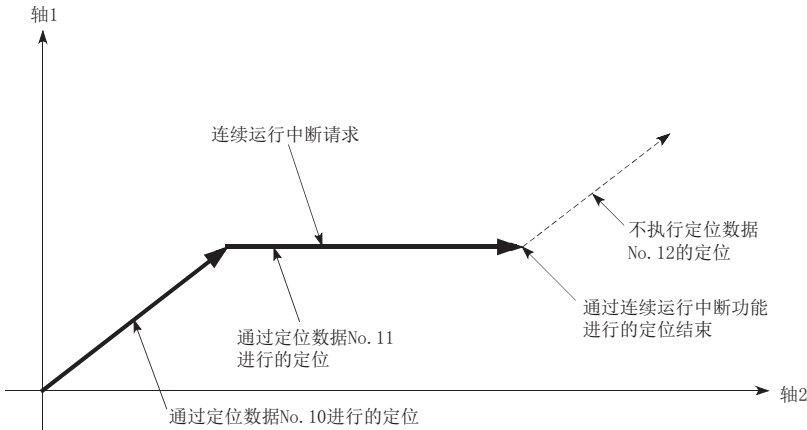 轴1
连续运行中断请求
不执行定位数据
No.12的定位
通过连续运行中断功能
进行的定位结束
通过定位数据No.11
进行的定位
轴2
通过定位数据No.10进行的定位